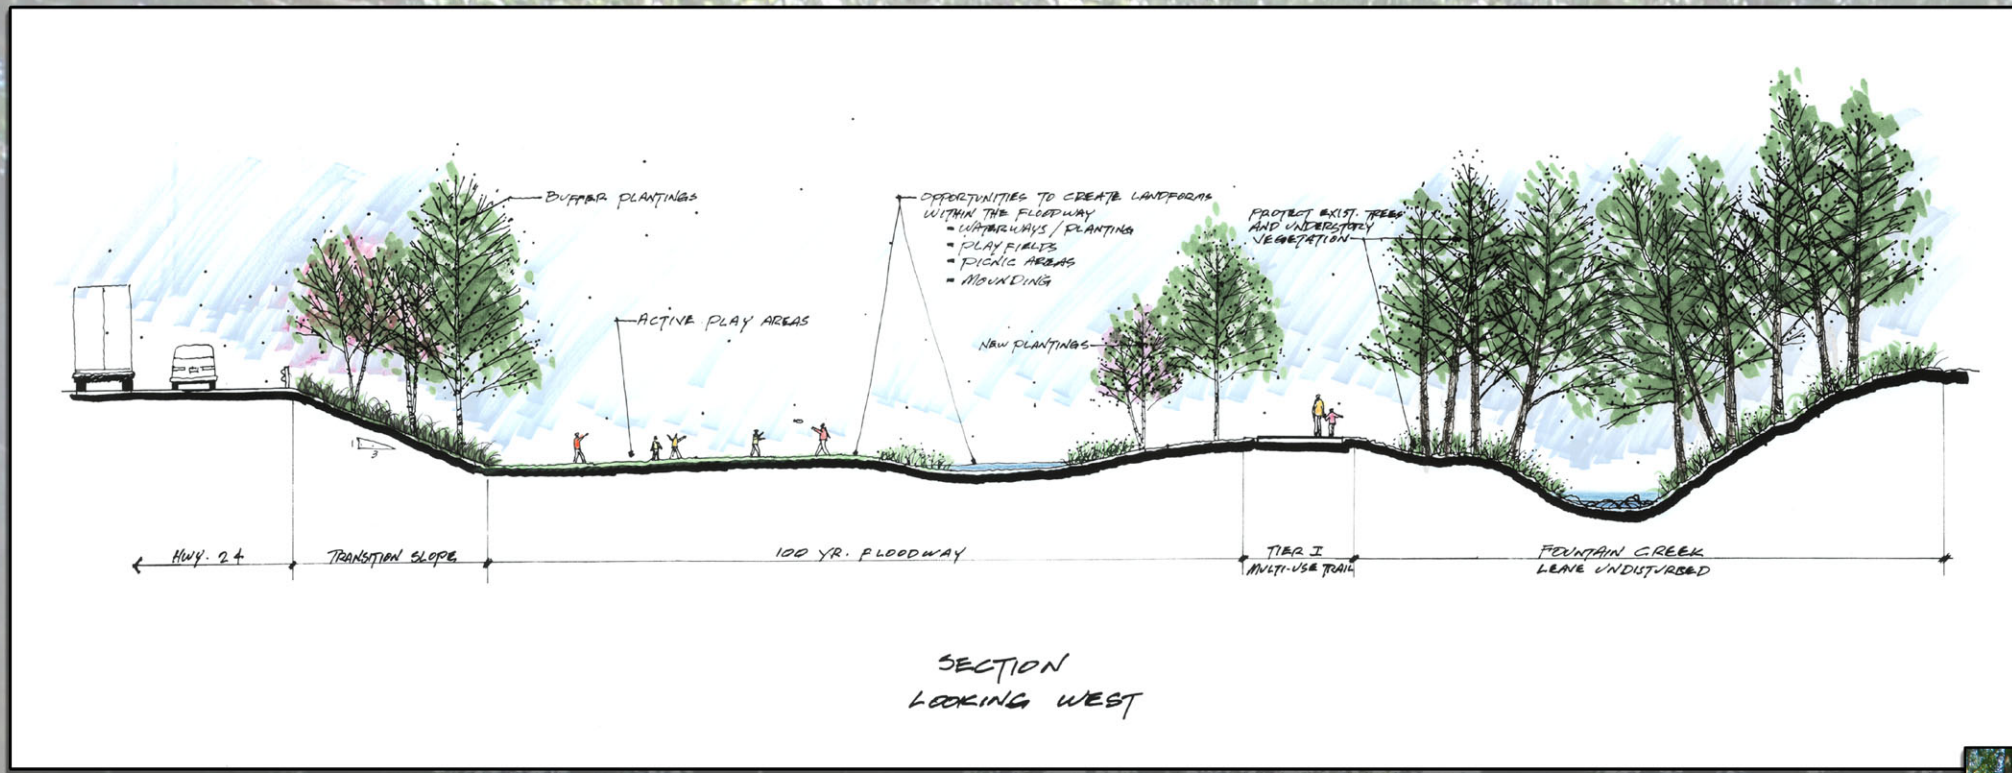 BUFFER PLANTINGS
OPPORTUNITIES TO CREATE LANDFORMS
WITHIN THE FLOODWAY
- WATERWAYS / PLANTING
- PLAY FIELDS
- PICNIC AREAS
- MOUNDING
PROTECT EXIST. TREES
AND UNDERSTORY
VEGETATION
ACTIVE PLAY AREAS
NEW PLANTINGS
1
3
HWY. 24
TRANSITION SLOPE
100 YR. FLOODWAY
TIER I
MULTI-USE TRAIL
FOUNTAIN CREEK
LEAVE UNDISTURBED
SECTION
LOOKING WEST